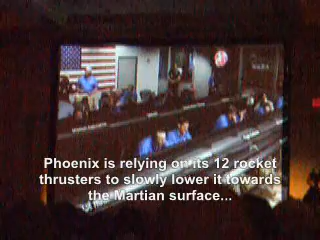 Phoenix is relying on its 12 rocket
thrusters to slowly lower it towards
the Martian surface...